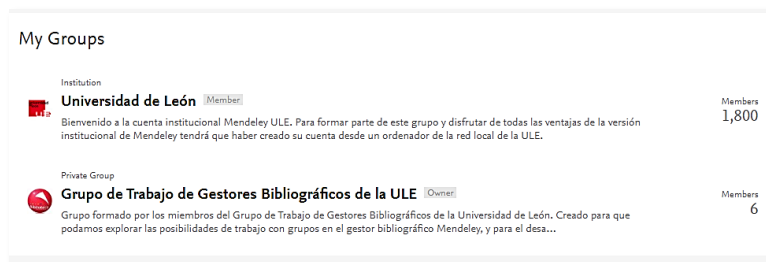 My Groups
Institution
Universidad de León Member
Members
1,800
Bienvenido a la cuenta institucional Mendeley ULE. Para formar parte de este grupo y disfrutar de todas las ventajas de la versión
institucional de Mendeley tendrá que haber creado su cuenta desde un ordenador de la red local de la ULE.
Private Group
Grupo de Trabajo de Gestores Bibliográficos de la ULE Owner
Members
6
Grupo formado por los miembros del Grupo de Trabajo de Gestores Bibliográficos de la Universidad de León. Creado para que
podamos explorar las posibilidades de trabajo con grupos en el gestor bibliográfico Mendeley, y para el desa...